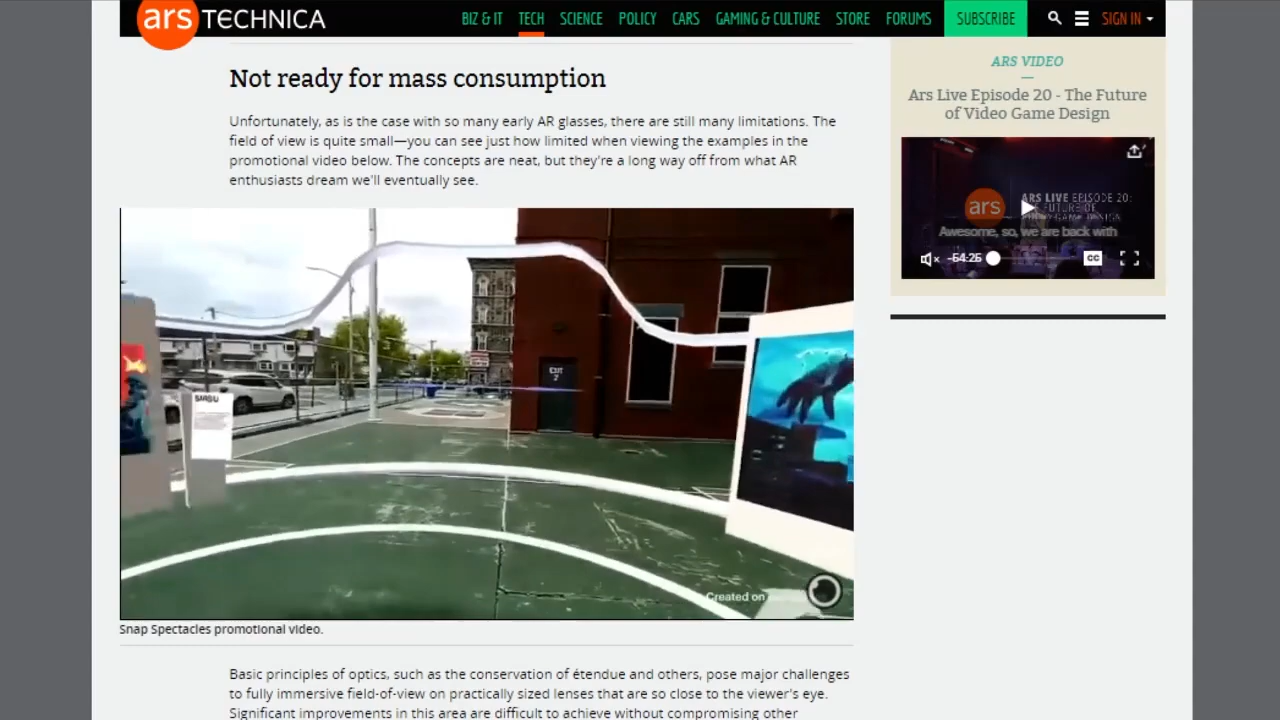 ars TECHNICA
BIZ & IT TECH SCIENCE POLICY CARS GAMING & CULTURE STORE FORUMS SUBSCRIBE SIGN IN
Not ready for mass consumption
Unfortunately, as is the case with so many early AR glasses, there are still many limitations. The
field of view is quite small—you can see just how limited when viewing the examples in the
promotional video below. The concepts are neat, but they're a long way off from what AR
enthusiasts dream we'll eventually see.
EXIT
2
Created on
Snap Spectacles promotional video.
Basic principles of optics, such as the conservation of étendue and others, pose major challenges
to fully immersive field-of-view on practically sized lenses that are so close to the viewer's eye.
Significant improvements in this area are difficult to achieve without compromising other
ARS VIDEO
Ars Live Episode 20 - The Future
of Video Game Design
ars
ARS LIVE EPISODE 20:
FUTURE OF
GAME DESIGN
Awesome, so, we are back with
-54:25
CC